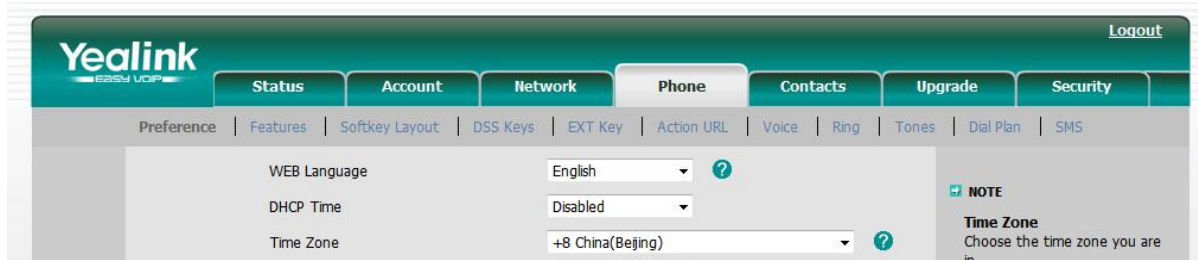 Logout
Yealink
EASY VOIP
Status Account Network Phone Contacts Upgrade Security
Preference | Features | Softkey Layout | DSS Keys | EXT Key | Action URL | Voice | Ring | Tones | Dial Plan | SMS
WEB Language English ?
NOTE
DHCP Time Disabled
Time Zone
Time Zone +8 China(Beijing) ?
Choose the time zone you are
in